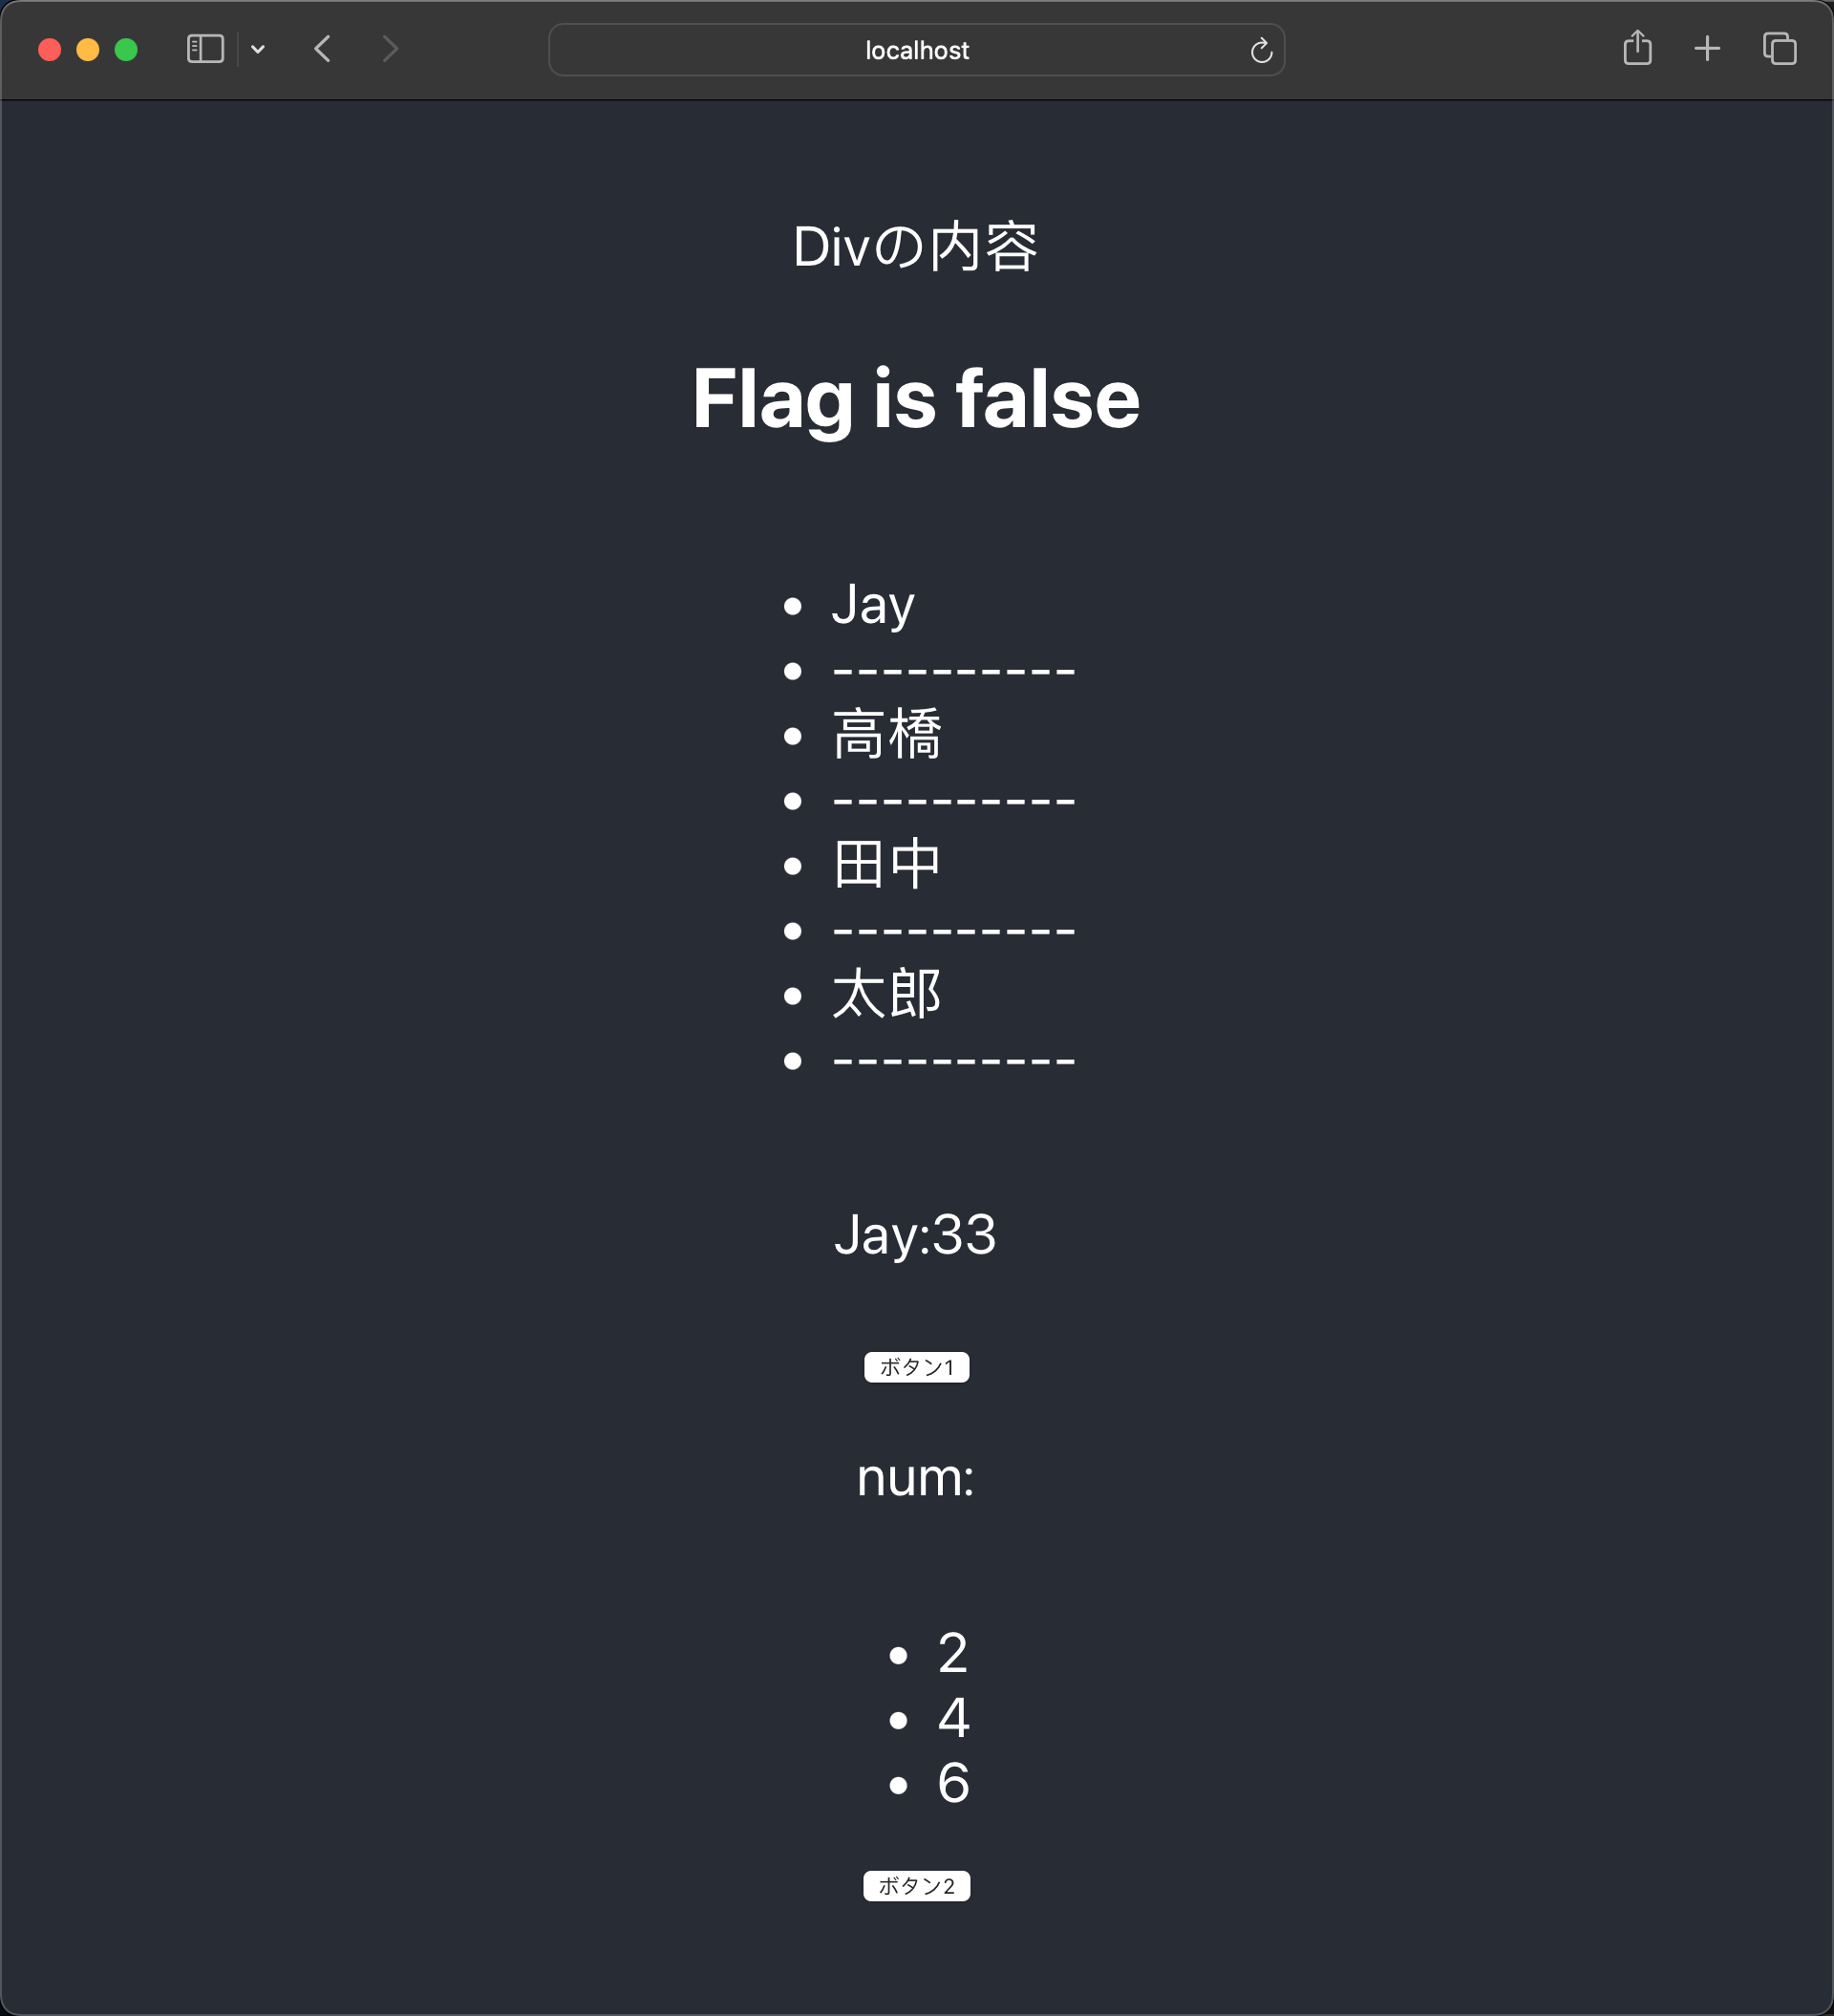 localhost
Divの内容
Flag is false
• Jay
• ----------
• 高橋
• ----------
• 田中
• ----------
• 太郎
• ----------
Jay:33
ボタン1
num:
• 2
• 4
• 6
ボタン2